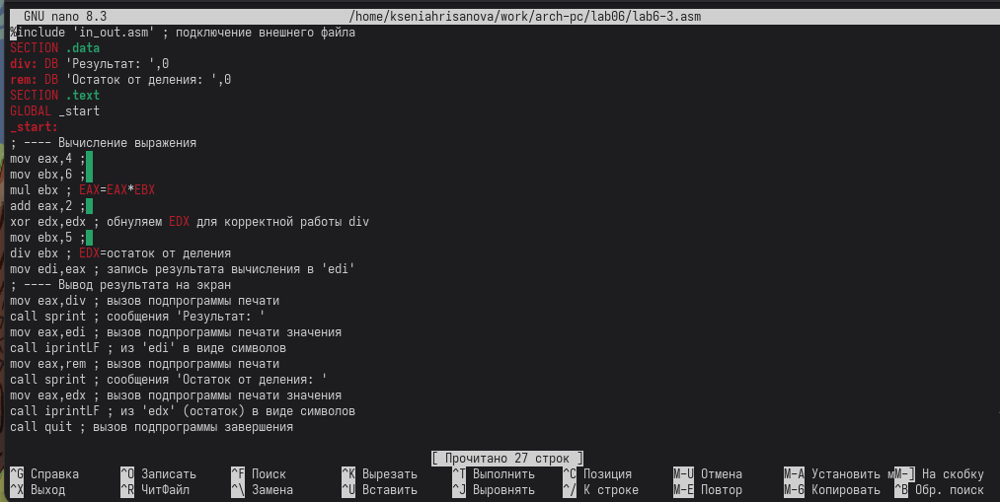 GNU nano 8.3 /home/kseniahrisanova/work/arch-pc/lab06/lab6-3.asm
%include 'in_out.asm' ; подключение внешнего файла
SECTION .data
div: DB 'Результат: ',0
rem: DB 'Остаток от деления: ',0
SECTION .text
GLOBAL _start
_start:
; ---- Вычисление выражения
mov eax,4 ;
mov ebx,6 ;
mul ebx ; EAX=EAX*EBX
add eax,2 ;
xor edx,edx ; обнуляем EDX для корректной работы div
mov ebx,5 ;
div ebx ; EDX=остаток от деления
mov edi,eax ; запись результата вычисления в 'edi'
; ---- Вывод результата на экран
mov eax,div ; вызов подпрограммы печати
call sprint ; сообщения 'Результат: '
mov eax,edi ; вызов подпрограммы печати значения
call iprintLF ; из 'edi' в виде символов
mov eax,rem ; вызов подпрограммы печати
call sprint ; сообщения 'Остаток от деления: '
mov eax,edx ; вызов подпрограммы печати значения
call iprintLF ; из 'edx' (остаток) в виде символов
call quit ; вызов подпрограммы завершения
[ Прочитано 27 строк ]
^G Справка ^O Записать ^F Поиск ^K Вырезать ^T Выполнить ^C Позиция M-U Отмена M-A Установить мM-] На скобку
^X Выход ^R ЧитФайл ^\ Замена ^U Вставить ^J Выровнять ^/ К строке M-E Повтор M-6 Копировать ^B Обр. поиск